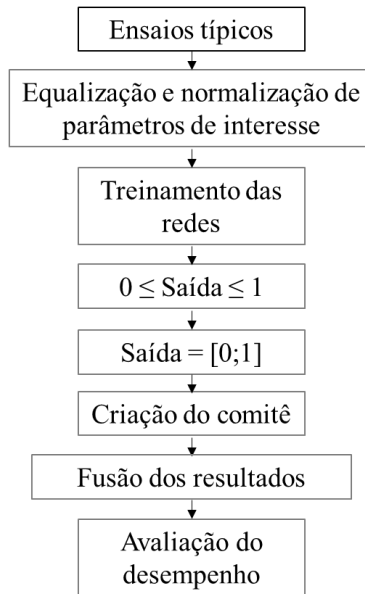 Ensaios típicos
Equalização e normalização de
parâmetros de interesse
Treinamento das
redes
0 ≤ Saída ≤ 1
Saída = [0;1]
Criação do comitê
Fusão dos resultados
Avaliação do
desempenho